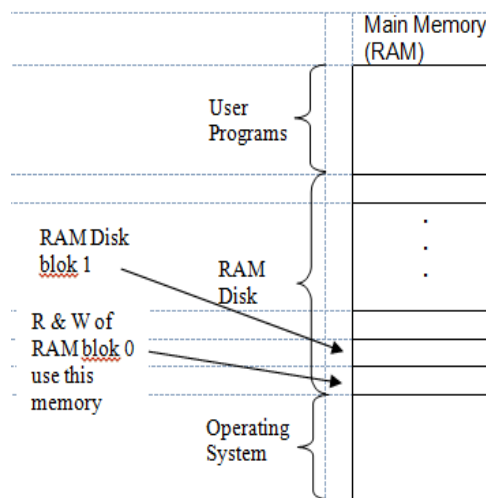 Main Memory
(RAM)
User
Programs
RAM Disk
blok 1
RAM
Disk
R & W of
RAM blok 0
use this
memory
Operating
System